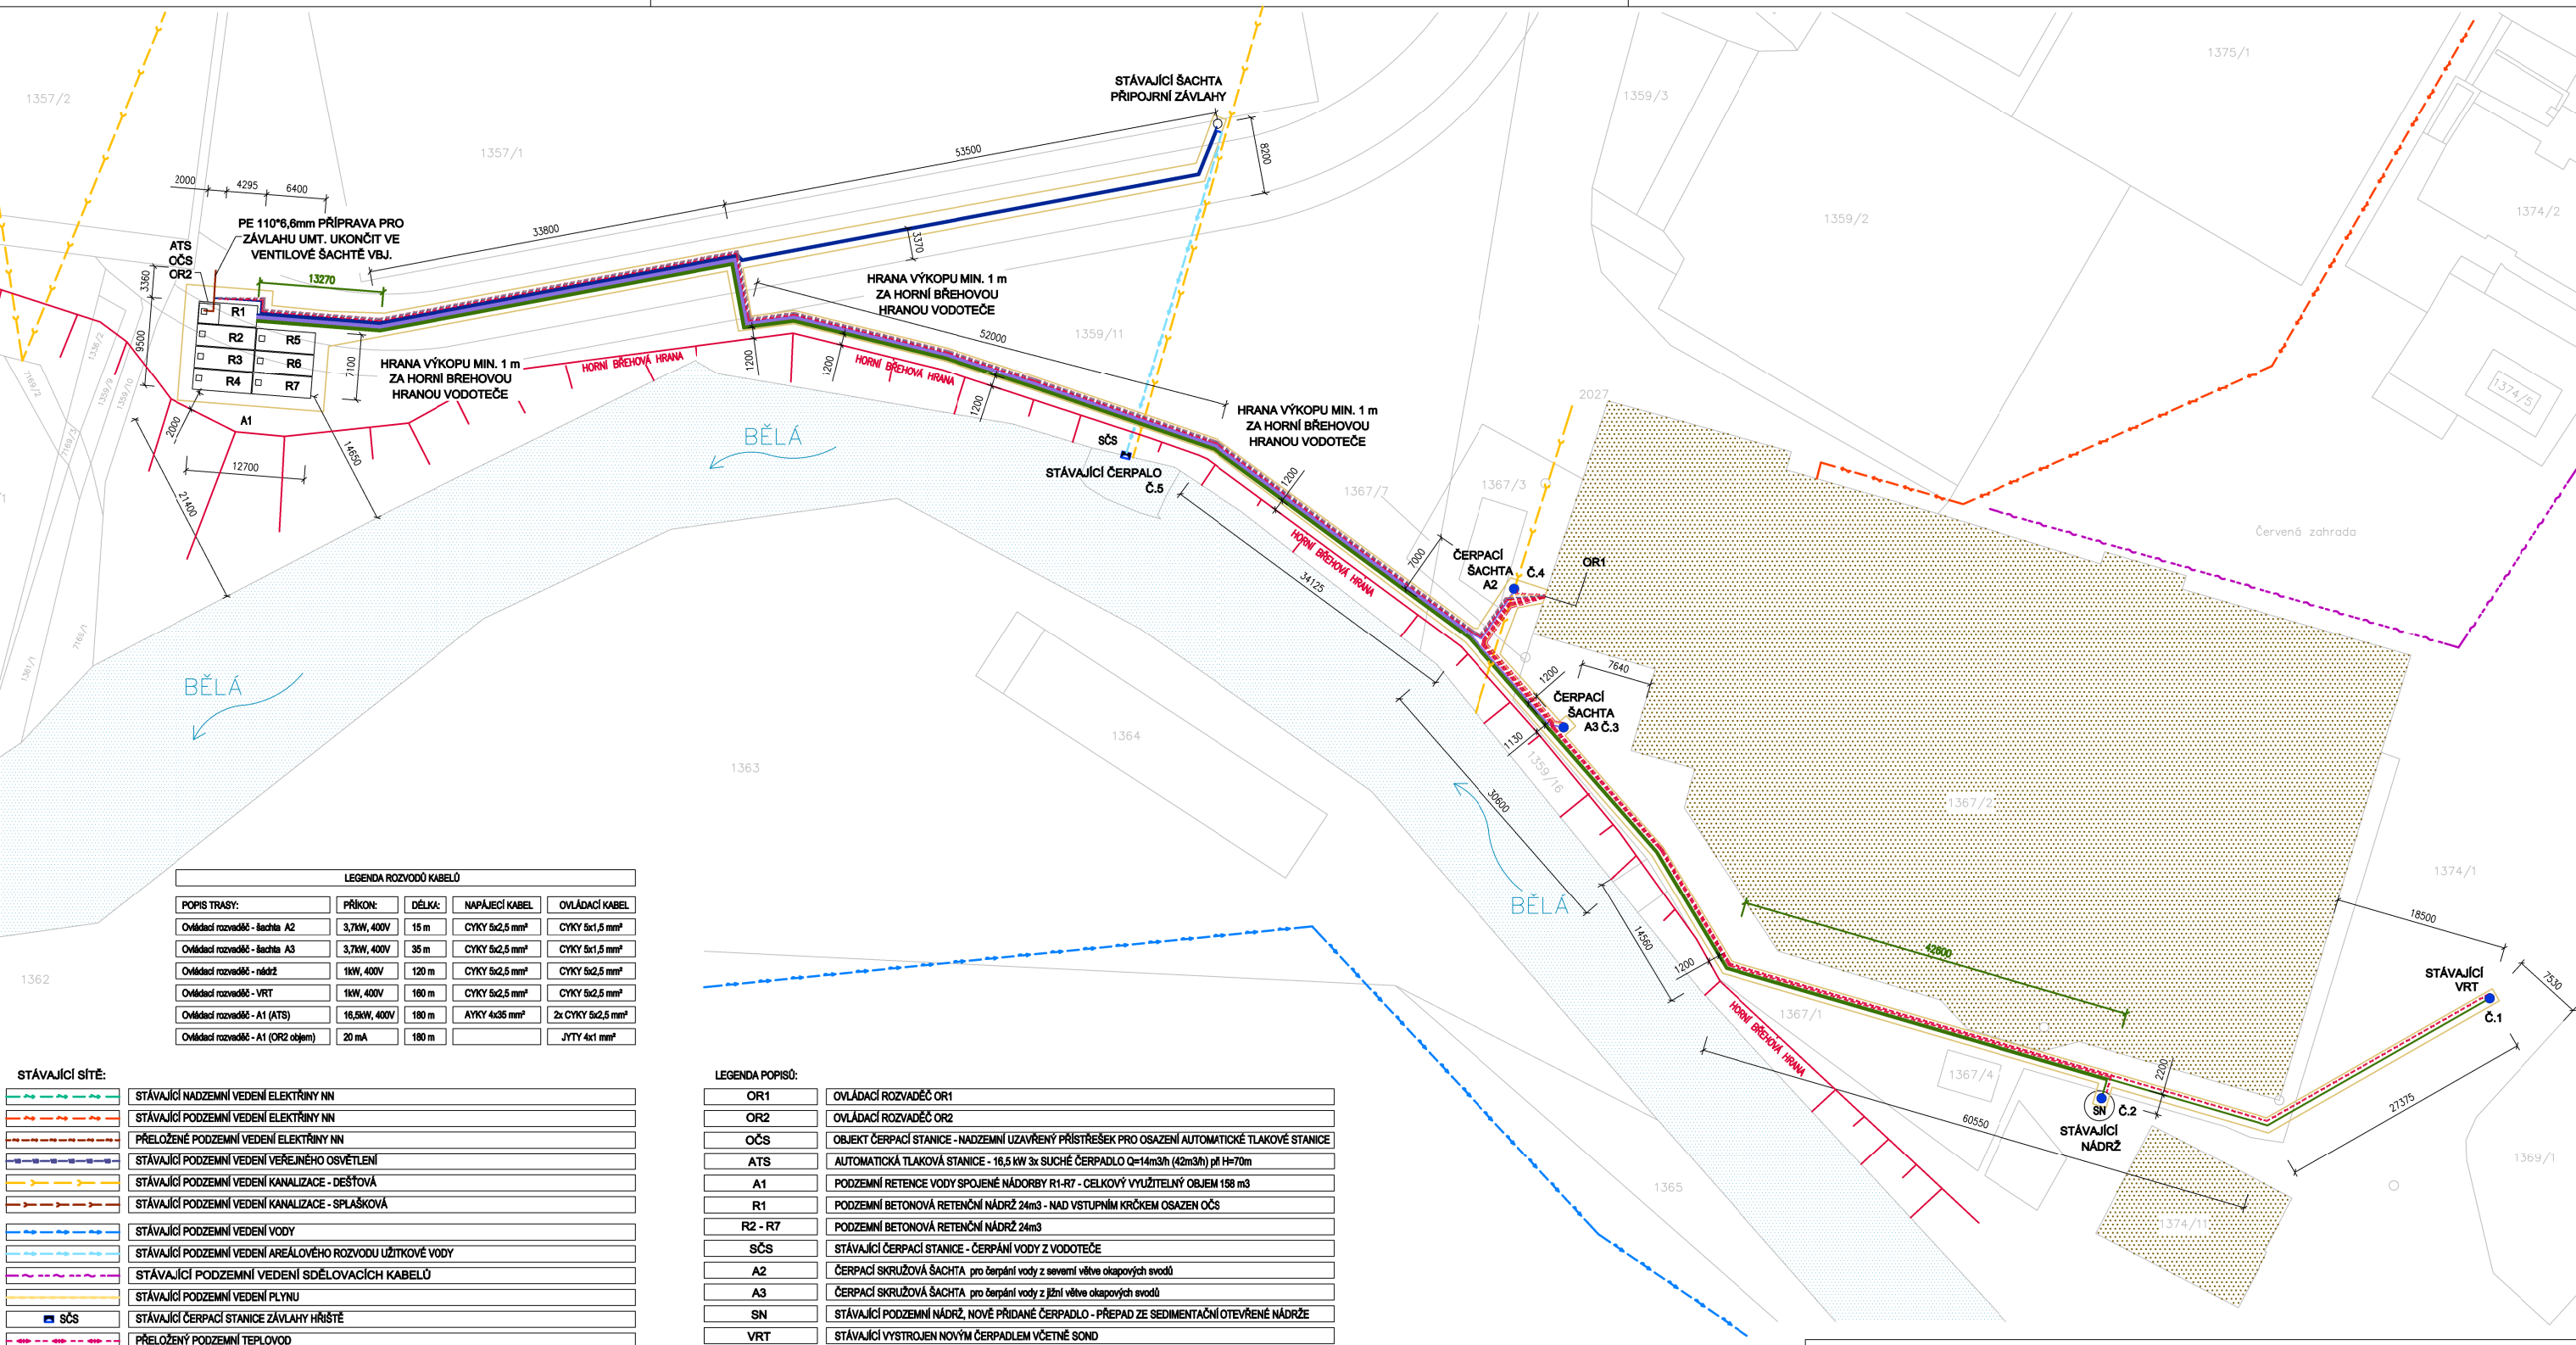 1357/2
1357/1
STÁVAJÍCÍ ŠACHTA
PŘIPOJRNÍ ZÁVLAHY
53500
8200
33800
3370
1359/3
1375/1
1359/2
1374/2
1374/5
2000
4295
6400
PE 110*6,6mm PŘÍPRAVA PRO
ZÁVLAHU UMT. UKONČIT VE
VENTILOVÉ ŠACHTĚ VBJ.
ATS
OČS
OR2
3360
13270
9500
R1
R2
R3
R4
R5
R6
R7
7100
A1
2000
12700
14650
21400
1336/2
7169/2
1359/9
1359/10
7169/3
7169/1
1361/1
HRANA VÝKOPU MIN. 1 m
ZA HORNÍ BŘEHOVOU
HRANOU VODOTEČE
HORNÍ BŘEHOVÁ HRANA
1200
1200
HRANA VÝKOPU MIN. 1 m
ZA HORNÍ BŘEHOVOU
HRANOU VODOTEČE
52000
1359/11
HORNÍ BŘEHOVÁ HRANA
1200
HRANA VÝKOPU MIN. 1 m
ZA HORNÍ BŘEHOVOU
HRANOU VODOTEČE
BĚLÁ
BĚLÁ
SČS
STÁVAJÍCÍ ČERPALO
Č.5
1200
1367/7
1367/3
2027
HORNÍ BŘEHOVÁ HRANA
34125
7000
ČERPACÍ
ŠACHTA
A2
Č.4
OR1
7640
1200
ČERPACÍ
ŠACHTA
A3 Č.3
1130
1359/16
30600
BĚLÁ
14560
1200
Červená zahrada
1367/2
1374/1
18500
42600
7530
STÁVAJÍCÍ
VRT
Č.1
27375
1367/1
HORNÍ BŘEHOVÁ HRANA
1367/4
2200
SN
Č.2
STÁVAJÍCÍ
NÁDRŽ
60550
1374/11
1369/1
1364
1363
1362
1365
LEGENDA ROZVODŮ KABELŮ
POPIS TRASY: PŘÍKON: DÉLKA: NAPÁJECÍ KABEL OVLÁDACÍ KABEL
Ovládací rozvaděč - šachta A2 3,7kW, 400V 15 m CYKY 5x2,5 mm² CYKY 5x1,5 mm²
Ovládací rozvaděč - šachta A3 3,7kW, 400V 35 m CYKY 5x2,5 mm² CYKY 5x1,5 mm²
Ovládací rozvaděč - nádrž 1kW, 400V 120 m CYKY 5x2,5 mm² CYKY 5x2,5 mm²
Ovládací rozvaděč - VRT 1kW, 400V 160 m CYKY 5x2,5 mm² CYKY 5x2,5 mm²
Ovládací rozvaděč - A1 (ATS) 16,5kW, 400V 180 m AYKY 4x35 mm² 2x CYKY 5x2,5 mm²
Ovládací rozvaděč - A1 (OR2 objem) 20 mA 180 m JYTY 4x1 mm²
STÁVAJÍCÍ SÍTĚ:
STÁVAJÍCÍ NADZEMNÍ VEDENÍ ELEKTŘINY NN
STÁVAJÍCÍ PODZEMNÍ VEDENÍ ELEKTŘINY NN
PŘELOŽENÉ PODZEMNÍ VEDENÍ ELEKTŘINY NN
STÁVAJÍCÍ PODZEMNÍ VEDENÍ VEŘEJNÉHO OSVĚTLENÍ
STÁVAJÍCÍ PODZEMNÍ VEDENÍ KANALIZACE - DEŠŤOVÁ
STÁVAJÍCÍ PODZEMNÍ VEDENÍ KANALIZACE - SPLAŠKOVÁ
STÁVAJÍCÍ PODZEMNÍ VEDENÍ VODY
STÁVAJÍCÍ PODZEMNÍ VEDENÍ AREÁLOVÉHO ROZVODU UŽITKOVÉ VODY
STÁVAJÍCÍ PODZEMNÍ VEDENÍ SDĚLOVACÍCH KABELŮ
STÁVAJÍCÍ PODZEMNÍ VEDENÍ PLYNU
SČS STÁVAJÍCÍ ČERPACÍ STANICE ZÁVLAHY HŘIŠTĚ
PŘELOŽENÝ PODZEMNÍ TEPLOVOD
LEGENDA POPISŮ:
OR1 OVLÁDACÍ ROZVADĚČ OR1
OR2 OVLÁDACÍ ROZVADĚČ OR2
OČS OBJEKT ČERPACÍ STANICE - NADZEMNÍ UZAVŘENÝ PŘÍSTŘEŠEK PRO OSAZENÍ AUTOMATICKÉ TLAKOVÉ STANICE
ATS AUTOMATICKÁ TLAKOVÁ STANICE - 16,5 kW 3x SUCHÉ ČERPADLO Q=14m3/h (42m3/h) při H=70m
A1 PODZEMNÍ RETENCE VODY SPOJENÉ NÁDORBY R1-R7 - CELKOVÝ VYUŽITELNÝ OBJEM 158 m3
R1 PODZEMNÍ BETONOVÁ RETENČNÍ NÁDRŽ 24m3 - NAD VSTUPNÍM KRČKEM OSAZEN OČS
R2 - R7 PODZEMNÍ BETONOVÁ RETENČNÍ NÁDRŽ 24m3
SČS STÁVAJÍCÍ ČERPACÍ STANICE - ČERPÁNÍ VODY Z VODOTEČE
A2 ČERPACÍ SKRUŽOVÁ ŠACHTA pro čerpání vody z severní větve okapových svodů
A3 ČERPACÍ SKRUŽOVÁ ŠACHTA pro čerpání vody z jižní větve okapových svodů
SN STÁVAJÍCÍ PODZEMNÍ NÁDRŽ, NOVĚ PŘIDANÉ ČERPADLO - PŘEPAD ZE SEDIMENTAČNÍ OTEVŘENÉ NÁDRŽE
VRT STÁVAJÍCÍ VYSTROJEN NOVÝM ČERPADLEM VČETNĚ SOND